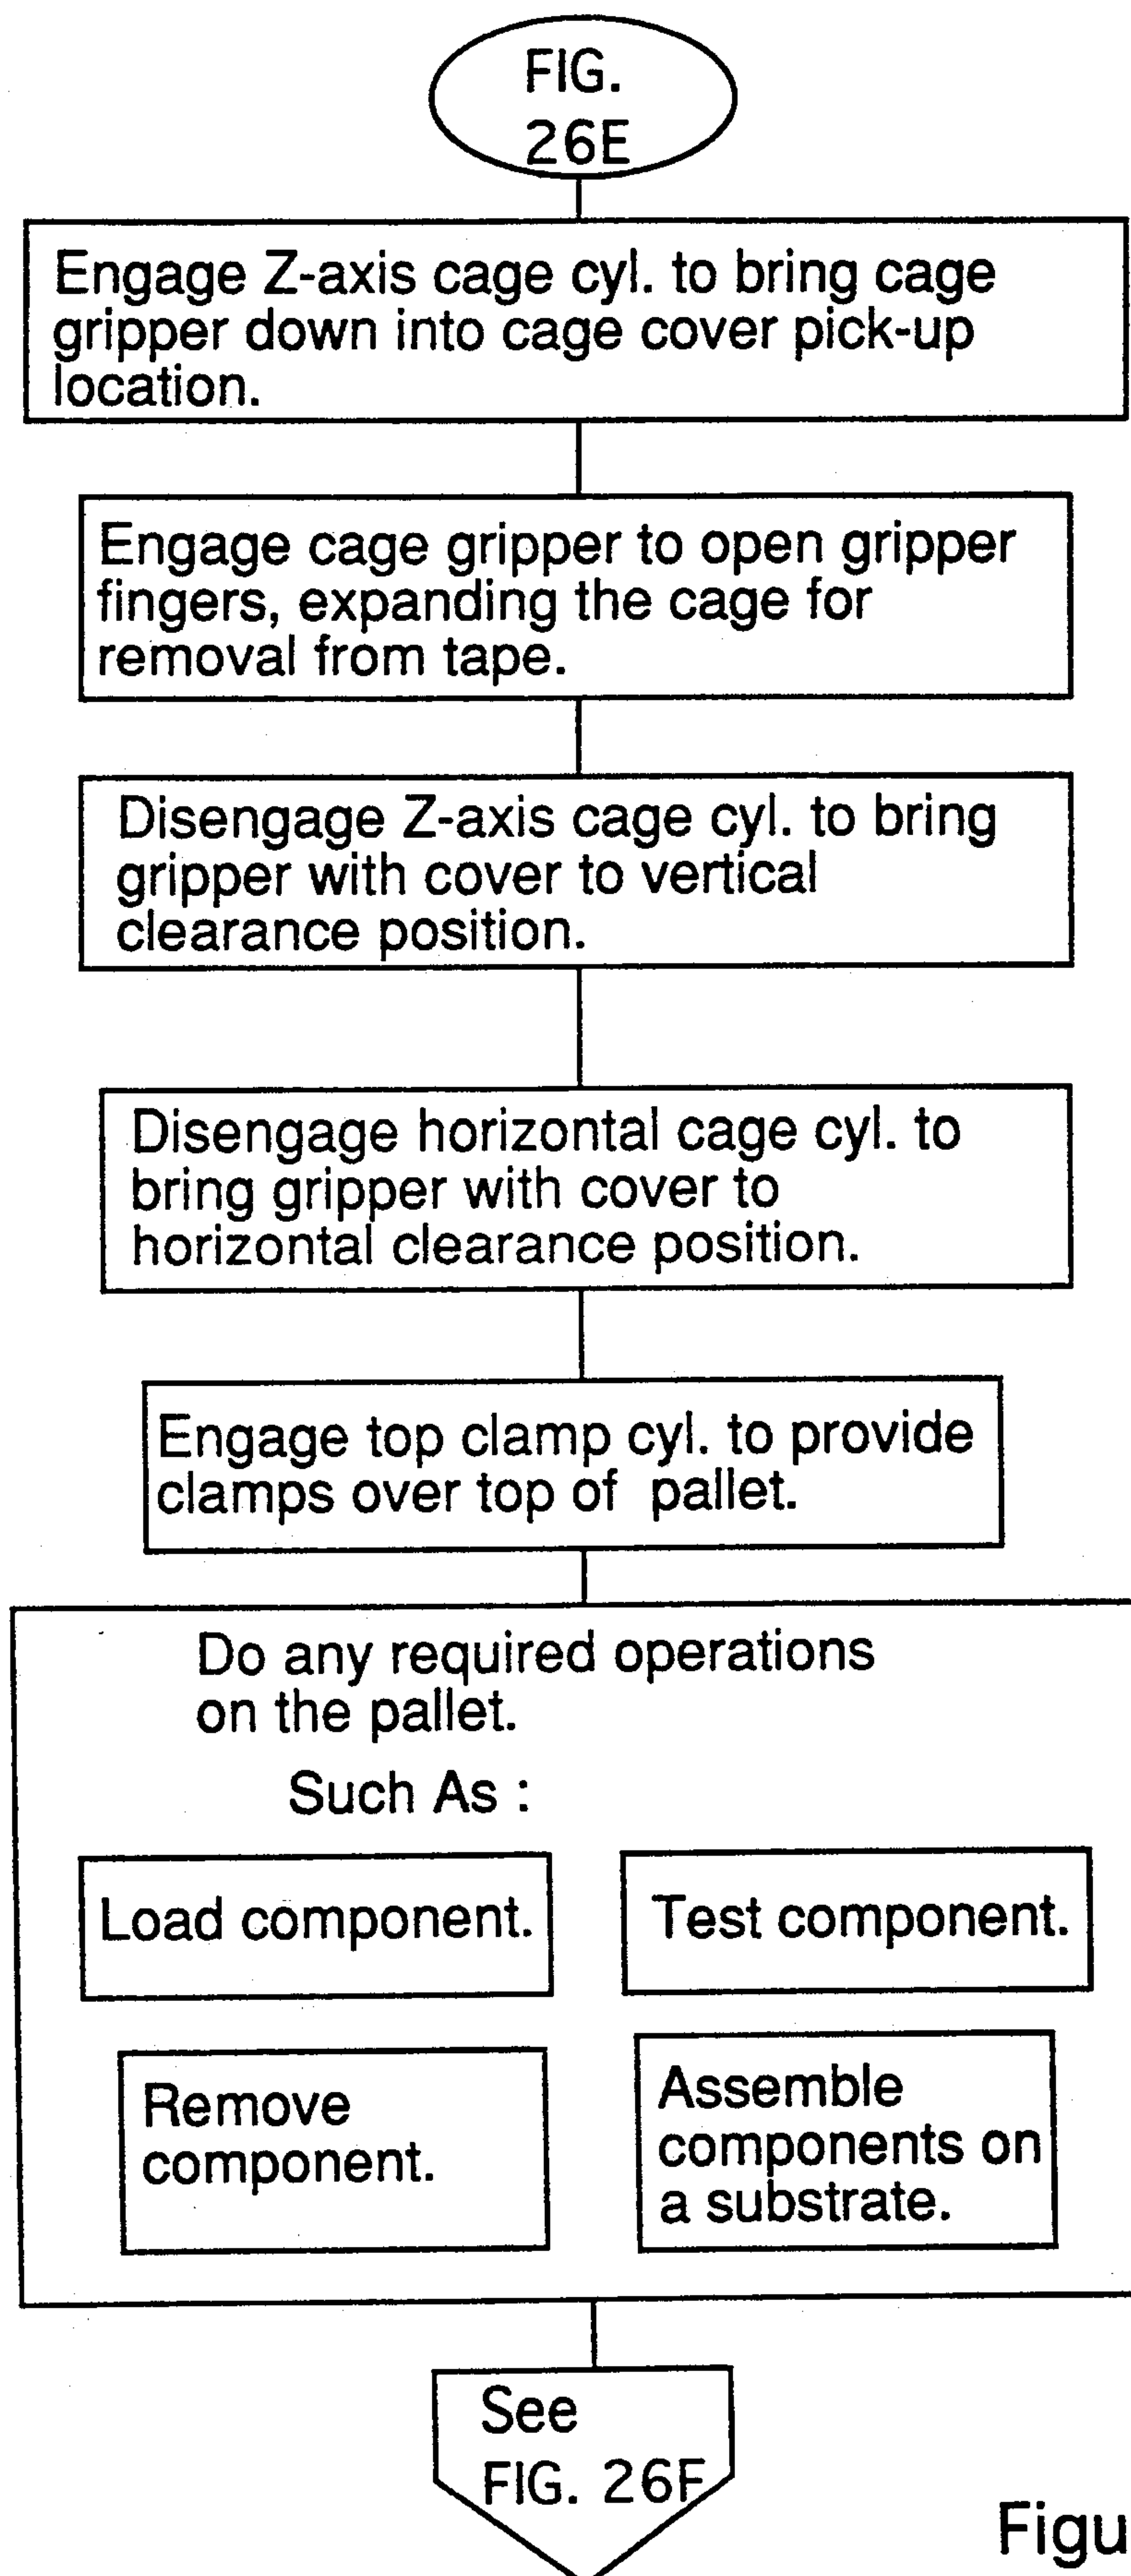 FIG.
26E
Engage Z-axis cage cyl. to bring cage
gripper down into cage cover pick-up
location.
Engage cage gripper to open gripper
fingers, expanding the cage for
removal from tape.
Disengage Z-axis cage cyl. to bring
gripper with cover to vertical
clearance position.
Disengage horizontal cage cyl. to
bring gripper with cover to
horizontal clearance position.
Engage top clamp cyl. to provide
clamps over top of pallet.
Do any required operations
on the pallet.
Such As :
Load component.
Test component.
Remove
component.
Assemble
components on
a substrate.
See
FIG. 26F